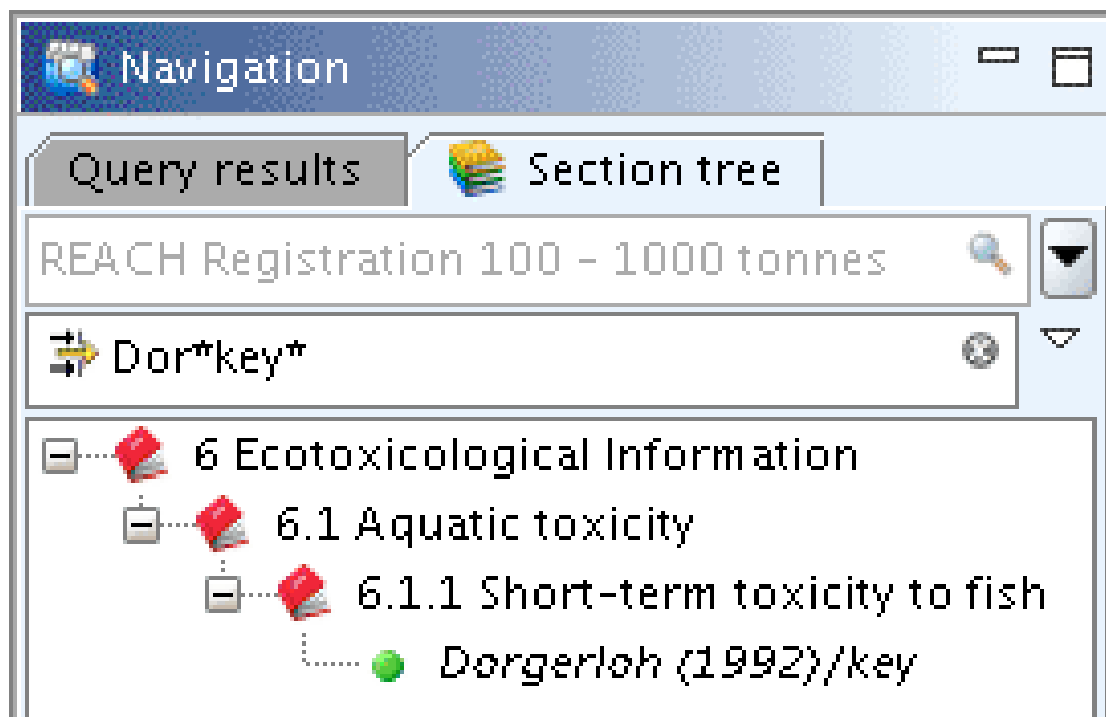 Navigation
Query results
Section tree
REACH Registration 100 – 1000 tonnes
Dor*key*
6 Ecotoxicological Information
6.1 Aquatic toxicity
6.1.1 Short-term toxicity to fish
Dorgerloh (1992)/key